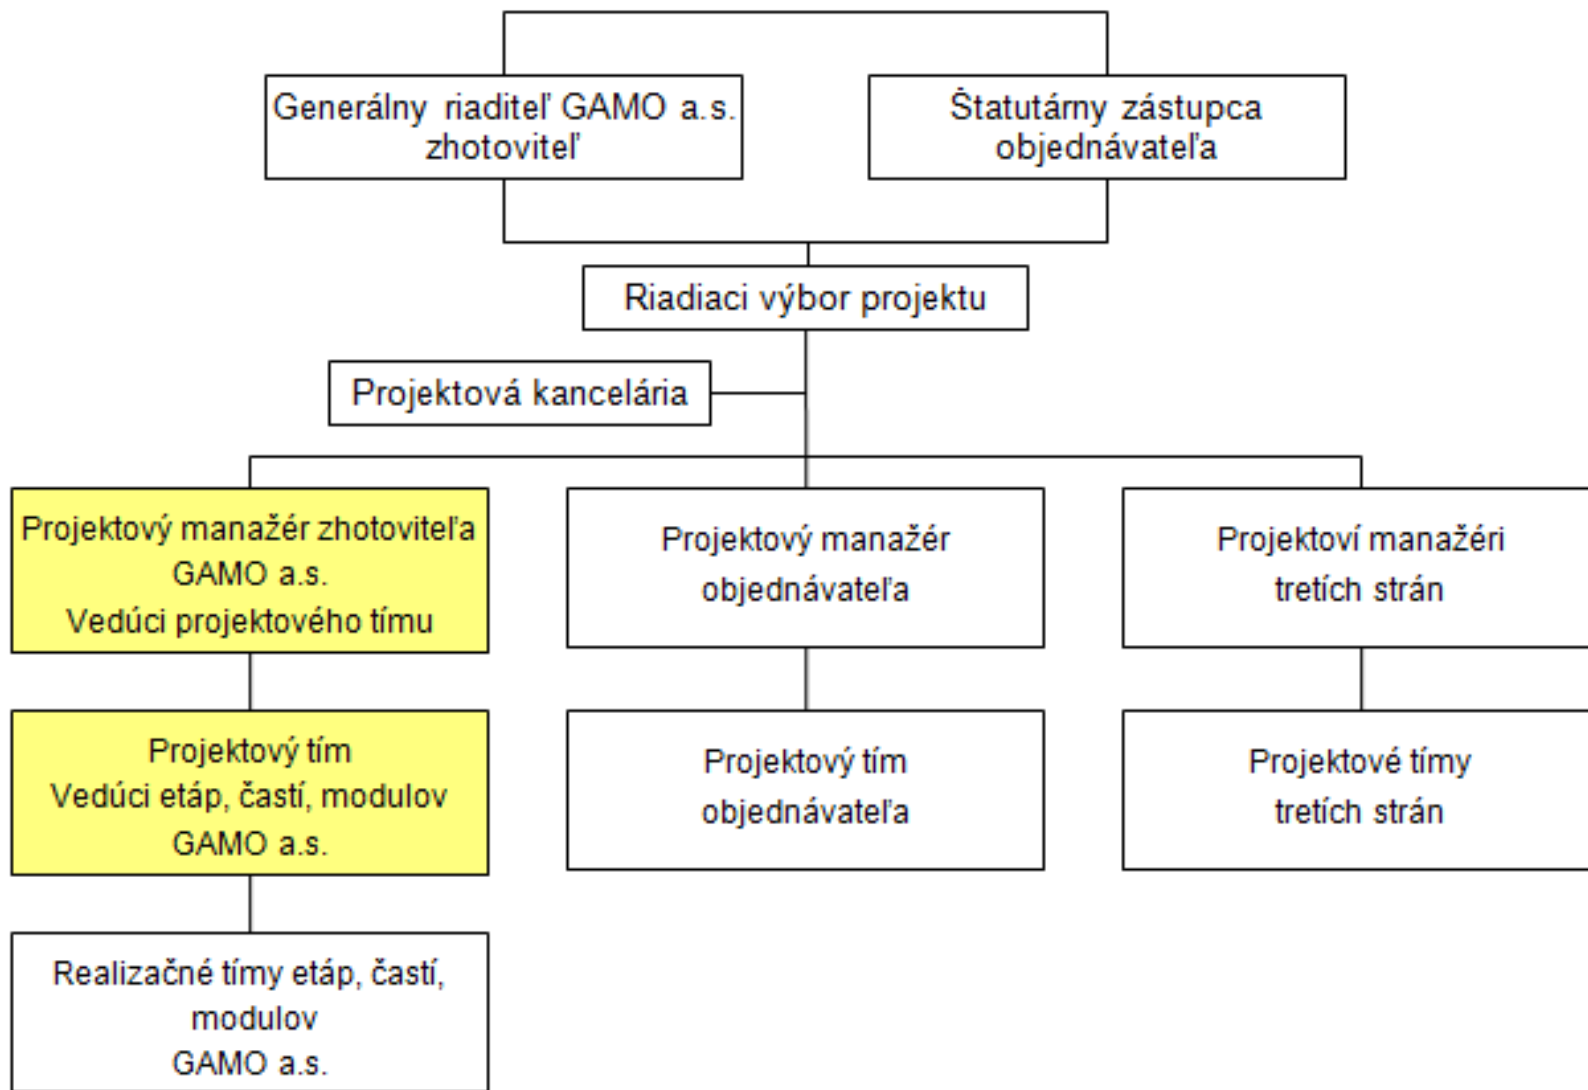 Generálny riaditeľ GAMO a.s.
zhotoviteľ
Štatutárny zástupca
objednávateľa
Riadiaci výbor projektu
Projektová kancelária
Projektový manažér zhotoviteľa
GAMO a.s.
Vedúci projektového tímu
Projektový manažér
objednávateľa
Projektoví manažéri
tretích strán
Projektový tím
Vedúci etáp, častí, modulov
GAMO a.s.
Projektový tím
objednávateľa
Projektové tímy
tretích strán
Realizačné tímy etáp, častí,
modulov
GAMO a.s.